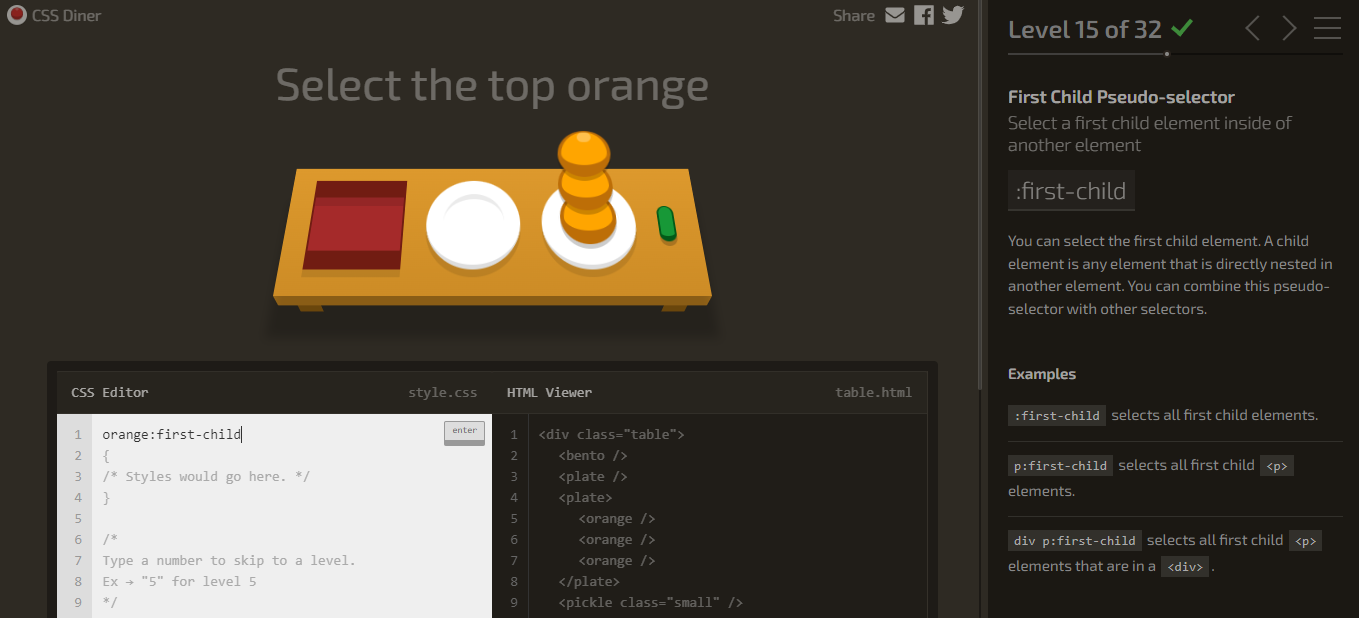 CSS Diner
Share
Select the top orange
CSS Editor
style.css
HTML Viewer
table.html
1 orange:first-child
enter
2 {
3 /* Styles would go here. */
4 }
5
6 /*
7 Type a number to skip to a level.
8 Ex → "5" for level 5
9 */
1 <div class="table">
2 <bento />
3 <plate />
4 <plate>
5 <orange />
6 <orange />
7 <orange />
8 </plate>
9 <pickle class="small" />
Level 15 of 32
First Child Pseudo-selector
Select a first child element inside of
another element
:first-child
You can select the first child element. A child
element is any element that is directly nested in
another element. You can combine this pseudo-
selector with other selectors.
Examples
:first-child selects all first child elements.
p:first-child selects all first child <p>
elements.
div p:first-child selects all first child <p>
elements that are in a <div>.